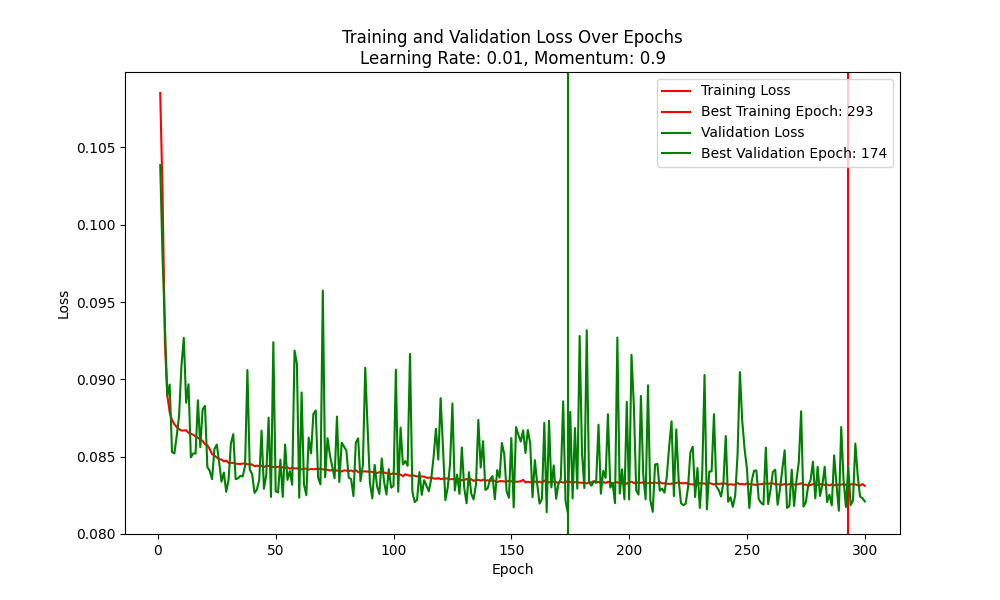 Training and Validation Loss Over Epochs
Learning Rate: 0.01, Momentum: 0.9
Training Loss
Best Training Epoch: 293
Validation Loss
Best Validation Epoch: 174
0.105
0.100
0.095
0.090
0.085
0.080
Loss
0 50 100 150 200 250 300
Epoch